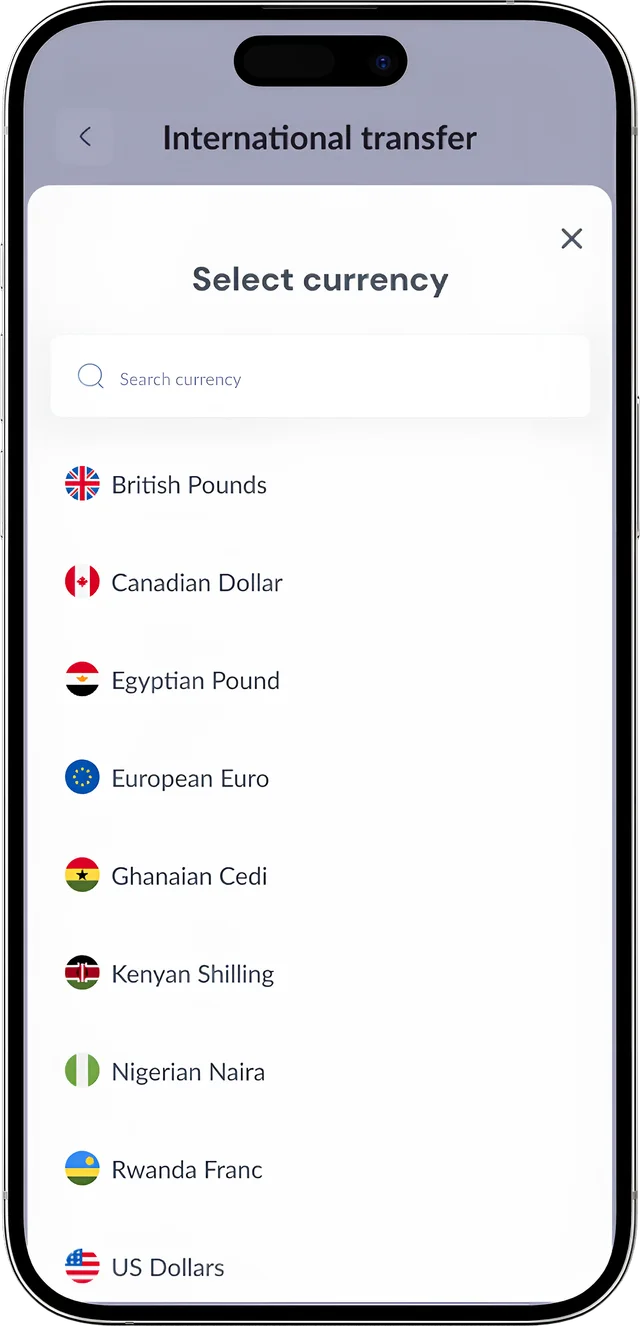 International transfer
Select currency
Search currency
British Pounds
Canadian Dollar
Egyptian Pound
European Euro
Ghanaian Cedi
Kenyan Shilling
Nigerian Naira
Rwanda Franc
US Dollars